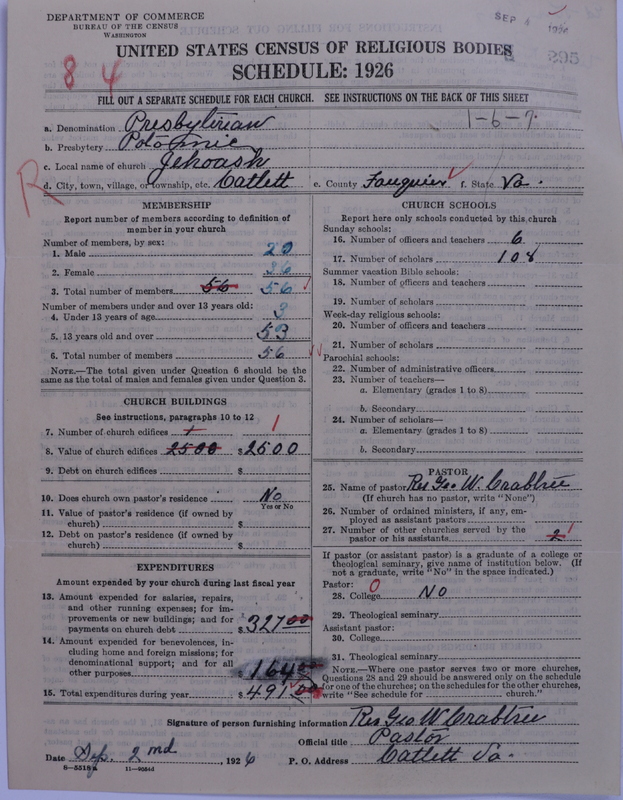 DEPARTMENT OF COMMERCE
BUREAU OF THE CENSUS
WASHINGTON
SEP 1926
295
UNITED STATES CENSUS OF RELIGIOUS BODIES
8 4
SCHEDULE: 1926
FILL OUT A SEPARATE SCHEDULE FOR EACH CHURCH. SEE INSTRUCTIONS ON THE BACK OF THIS SHEET
1-6-7.
a. Denomination Presbyterian
b. Presbytery Potomac
c. Local name of church Jehoash
R
d. City, town, village, or township, etc. Catlett e. County Fauquier f. State Va.
MEMBERSHIP
Report number of members according to definition of
member in your church
Number of members, by sex:
1. Male 20
2. Female 36
3. Total number of members 56 56
Number of members under and over 13 years old:
4. Under 13 years of age 3
5. 13 years old and over 53
6. Total number of members 56
NOTE.—The total given under Question 6 should be
same as the total of males and females given under Question 3.
CHURCH BUILDINGS
See instructions, paragraphs 10 to 12
7. Number of church edifices 1 1
8. Value of church edifices 2500 $2500
9. Debt on church edifices $
10. Does church own pastor's residence No
Yes or No
11. Value of pastor's residence (if owned by
church) $
12. Debt on pastor's residence (if owned by
church) $
EXPENDITURES
Amount expended by your church during last fiscal year
13. Amount expended for salaries, repairs,
and other running expenses; for im-
provements or new buildings; and for
payments on church debt $327.00
14. Amount expended for benevolences, in-
cluding home and foreign missions; for
denominational support; and for all
other purposes 164.00
15. Total expenditures during year $491.00
CHURCH SCHOOLS
Report here only schools conducted by this church
Sunday schools:
16. Number of officers and teachers 6
17. Number of scholars 108
Summer vacation Bible schools:
18. Number of officers and teachers
19. Number of scholars
Week-day religious schools:
20. Number of officers and teachers
21. Number of scholars
Parochial schools:
22. Number of administrative officers
23. Number of teachers—
a. Elementary (grades 1 to 8)
b. Secondary
24. Number of scholars—
a. Elementary (grades 1 to 8)
b. Secondary
PASTOR
25. Name of pastor Rev Geo W. Crabtree
(If church has no pastor, write "None")
26. Number of ordained ministers, if any, em-
ployed as assistant pastors
27. Number of other churches served by the
pastor or his assistants 2 1
If pastor (or assistant pastor) is a graduate of a college or
theological seminary, give name of institution below. (If
not a graduate, write "No" in the space indicated.)
Pastor:
28. College 0 No
29. Theological seminary
Assistant pastor:
30. College
31. Theological seminary
NOTE.—Where one pastor serves two or more churches,
Questions 28 and 29 should be answered only on the schedule
for one of the churches; on the schedules for the other churches,
write "See schedule for church."
Signature of person furnishing information Rev Geo W. Crabtree
Official title Pastor
Date Sep. 2nd, 1926 P. O. Address Catlett Va.
8-5518a 11-9084d